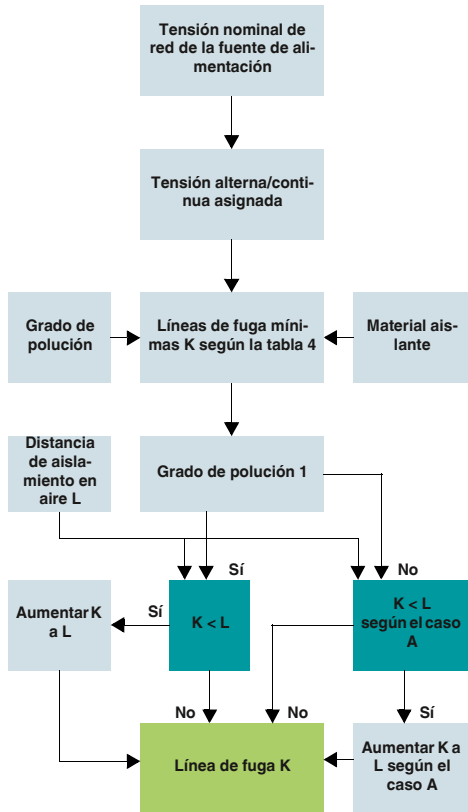 Tensión nominal de
red de la fuente de ali-
mentación
Tensión alterna/conti-
nua asignada
Grado de
polución
Líneas de fuga míni-
mas K según la tabla 4
Material ais-
lante
Distancia
de aisla-
miento en
aire L
Grado de polución 1
Sí
No
Aumentar K
a L
Sí
K < L
K < L
según el caso
A
No
No
Sí
Línea de fuga K
Aumentar K a
L según el
caso A